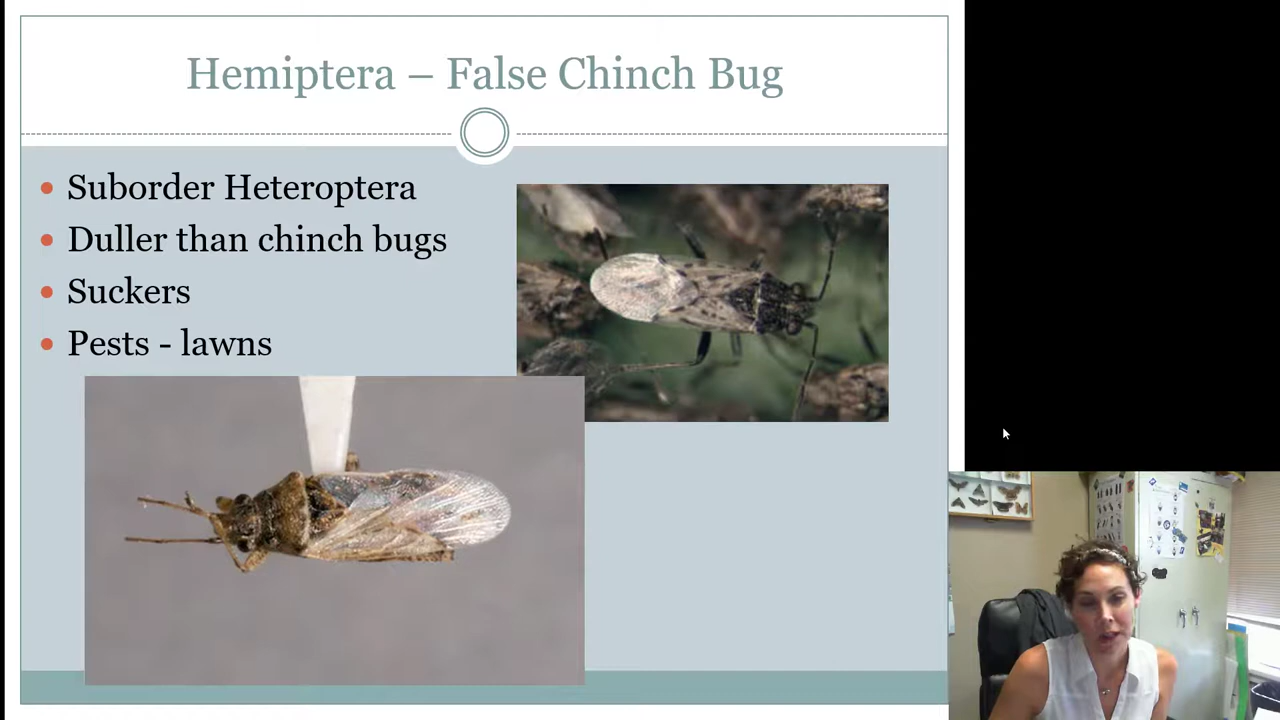 Hemiptera – False Chinch Bug
Suborder Heteroptera
Duller than chinch bugs
Suckers
Pests - lawns